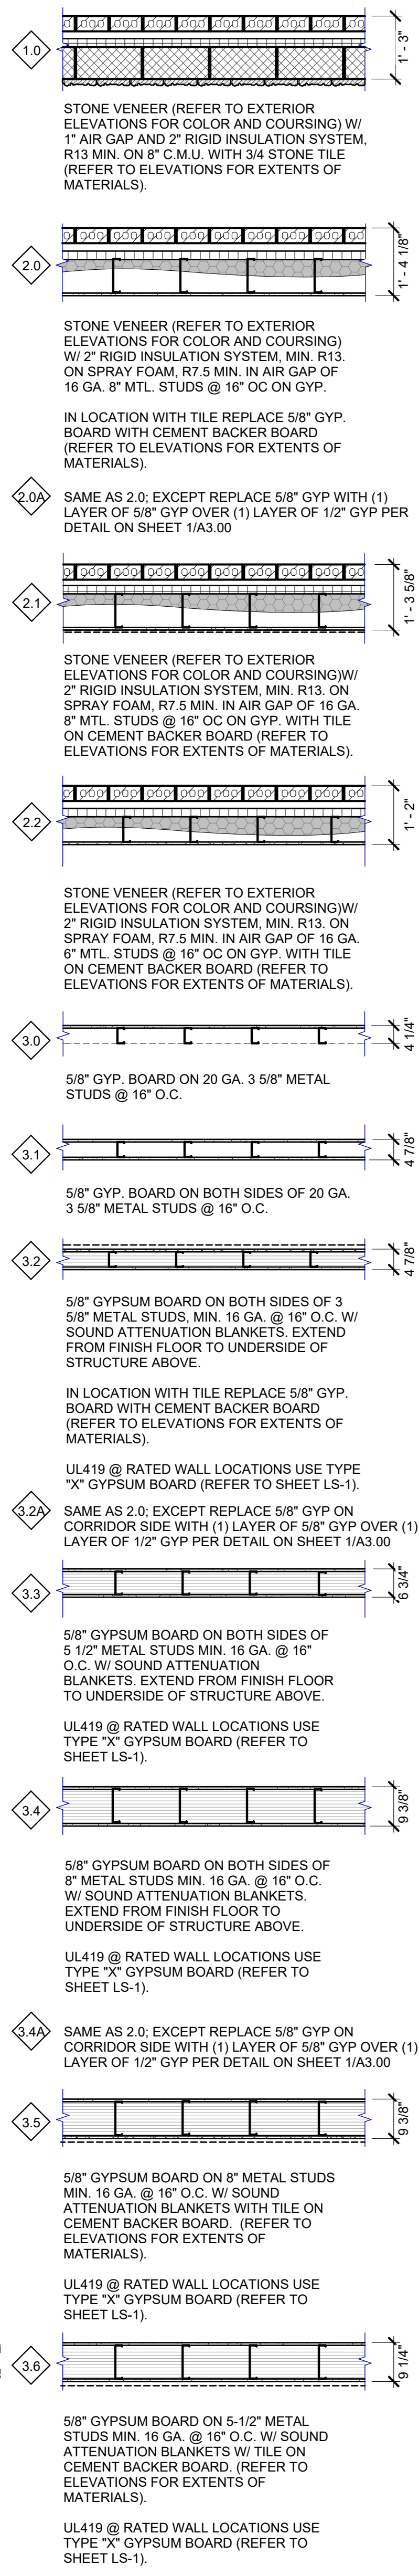 1.0
1' - 3"
STONE VENEER (REFER TO EXTERIOR
ELEVATIONS FOR COLOR AND COURSING) W/
1" AIR GAP AND 2" RIGID INSULATION SYSTEM,
R13 MIN. ON 8" C.M.U. WITH 3/4 STONE TILE
(REFER TO ELEVATIONS FOR EXTENTS OF
MATERIALS).
2.0
1' - 4 1/8"
STONE VENEER (REFER TO EXTERIOR
ELEVATIONS FOR COLOR AND COURSING)
W/ 2" RIGID INSULATION SYSTEM, MIN. R13.
ON SPRAY FOAM, R7.5 MIN. IN AIR GAP OF
16 GA. 8" MTL. STUDS @ 16" OC ON GYP.
IN LOCATION WITH TILE REPLACE 5/8" GYP.
BOARD WITH CEMENT BACKER BOARD
(REFER TO ELEVATIONS FOR EXTENTS OF
MATERIALS).
2.0A
SAME AS 2.0; EXCEPT REPLACE 5/8" GYP WITH (1)
LAYER OF 5/8" GYP OVER (1) LAYER OF 1/2" GYP PER
DETAIL ON SHEET 1/A3.00
2.1
1' - 3 5/8"
STONE VENEER (REFER TO EXTERIOR
ELEVATIONS FOR COLOR AND COURSING)W/
2" RIGID INSULATION SYSTEM, MIN. R13. ON
SPRAY FOAM, R7.5 MIN. IN AIR GAP OF 16 GA.
8" MTL. STUDS @ 16" OC ON GYP. WITH TILE
ON CEMENT BACKER BOARD (REFER TO
ELEVATIONS FOR EXTENTS OF MATERIALS).
2.2
1' - 2"
STONE VENEER (REFER TO EXTERIOR
ELEVATIONS FOR COLOR AND COURSING)W/
2" RIGID INSULATION SYSTEM, MIN. R13. ON
SPRAY FOAM, R7.5 MIN. IN AIR GAP OF 16 GA.
6" MTL. STUDS @ 16" OC ON GYP. WITH TILE
ON CEMENT BACKER BOARD (REFER TO
ELEVATIONS FOR EXTENTS OF MATERIALS).
3.0
4 1/4"
5/8" GYP. BOARD ON 20 GA. 3 5/8" METAL
STUDS @ 16" O.C.
3.1
4 7/8"
5/8" GYP. BOARD ON BOTH SIDES OF 20 GA.
3 5/8" METAL STUDS @ 16" O.C.
3.2
4 7/8"
5/8" GYPSUM BOARD ON BOTH SIDES OF 3
5/8" METAL STUDS, MIN. 16 GA. @ 16" O.C. W/
SOUND ATTENUATION BLANKETS. EXTEND
FROM FINISH FLOOR TO UNDERSIDE OF
STRUCTURE ABOVE.
IN LOCATION WITH TILE REPLACE 5/8" GYP.
BOARD WITH CEMENT BACKER BOARD
(REFER TO ELEVATIONS FOR EXTENTS OF
MATERIALS).
UL419 @ RATED WALL LOCATIONS USE TYPE
"X" GYPSUM BOARD (REFER TO SHEET LS-1).
3.2A
SAME AS 2.0; EXCEPT REPLACE 5/8" GYP ON
CORRIDOR SIDE WITH (1) LAYER OF 5/8" GYP OVER (1)
LAYER OF 1/2" GYP PER DETAIL ON SHEET 1/A3.00
3.3
6 3/4"
5/8" GYPSUM BOARD ON BOTH SIDES OF
5 1/2" METAL STUDS MIN. 16 GA. @ 16"
O.C. W/ SOUND ATTENUATION
BLANKETS. EXTEND FROM FINISH FLOOR
TO UNDERSIDE OF STRUCTURE ABOVE.
UL419 @ RATED WALL LOCATIONS USE
TYPE "X" GYPSUM BOARD (REFER TO
SHEET LS-1).
3.4
9 3/8"
5/8" GYPSUM BOARD ON BOTH SIDES OF
8" METAL STUDS MIN. 16 GA. @ 16" O.C.
W/ SOUND ATTENUATION BLANKETS.
EXTEND FROM FINISH FLOOR TO
UNDERSIDE OF STRUCTURE ABOVE.
UL419 @ RATED WALL LOCATIONS USE
TYPE "X" GYPSUM BOARD (REFER TO
SHEET LS-1).
3.4A
SAME AS 2.0; EXCEPT REPLACE 5/8" GYP ON
CORRIDOR SIDE WITH (1) LAYER OF 5/8" GYP OVER (1)
LAYER OF 1/2" GYP PER DETAIL ON SHEET 1/A3.00
3.5
9 3/8"
5/8" GYPSUM BOARD ON 8" METAL STUDS
MIN. 16 GA. @ 16" O.C. W/ SOUND
ATTENUATION BLANKETS WITH TILE ON
CEMENT BACKER BOARD. (REFER TO
ELEVATIONS FOR EXTENTS OF
MATERIALS).
UL419 @ RATED WALL LOCATIONS USE
TYPE "X" GYPSUM BOARD (REFER TO
SHEET LS-1).
3.6
9 1/4"
5/8" GYPSUM BOARD ON 5-1/2" METAL
STUDS MIN. 16 GA. @ 16" O.C. W/ SOUND
ATTENUATION BLANKETS W/ TILE ON
CEMENT BACKER BOARD. (REFER TO
ELEVATIONS FOR EXTENTS OF
MATERIALS).
UL419 @ RATED WALL LOCATIONS USE
TYPE "X" GYPSUM BOARD (REFER TO
SHEET LS-1).